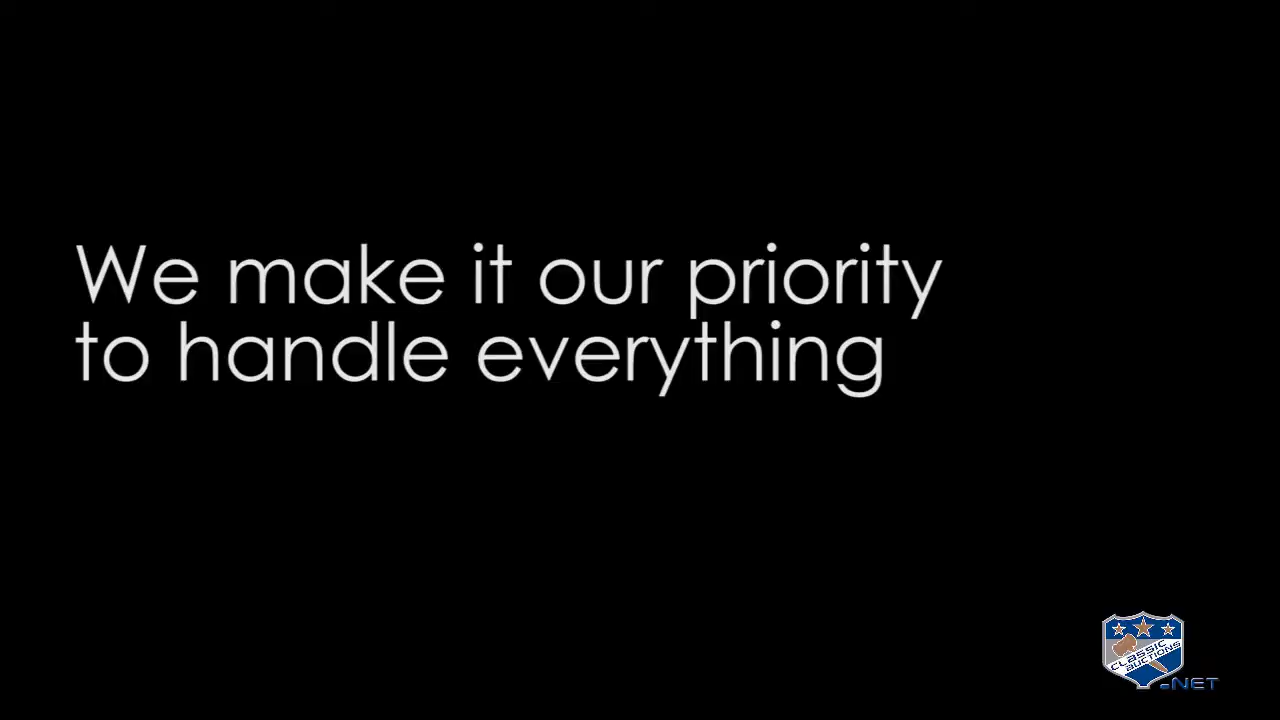 We make it our priority
to handle everything
CLASSIC
AUCTIONS
.NET